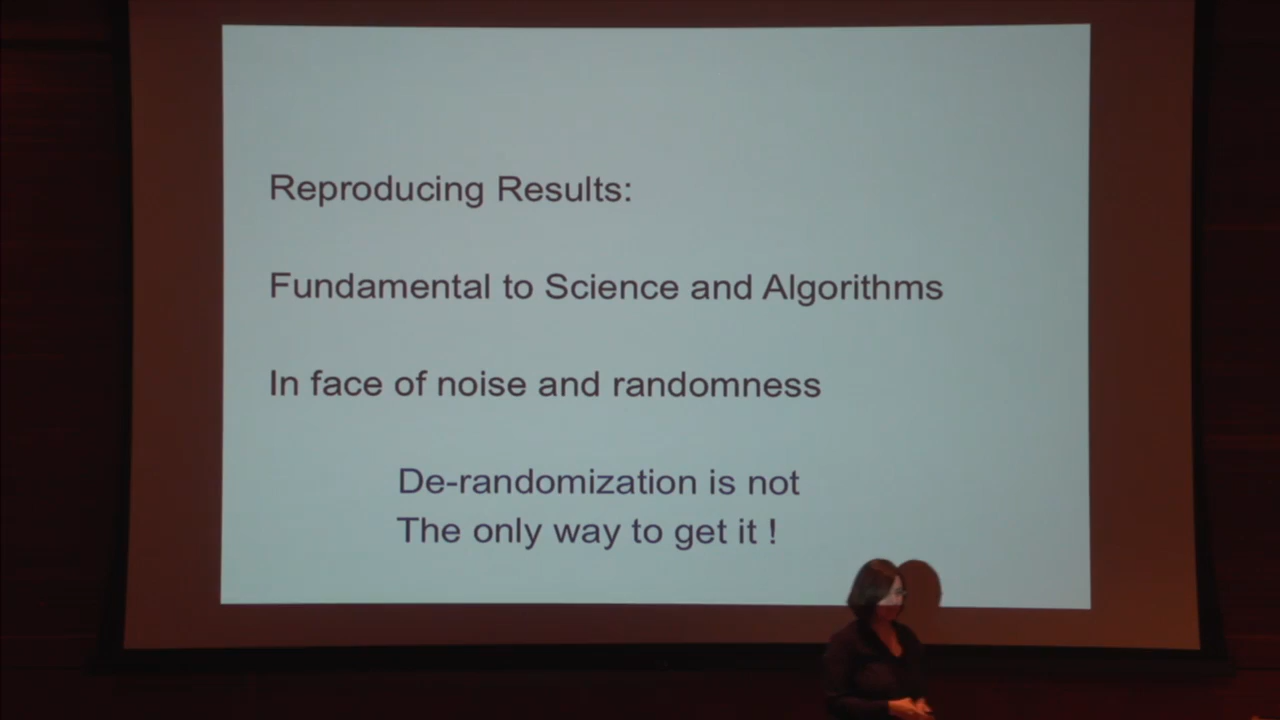 Reproducing Results:
Fundamental to Science and Algorithms
In face of noise and randomness
De-randomization is not
The only way to get it !